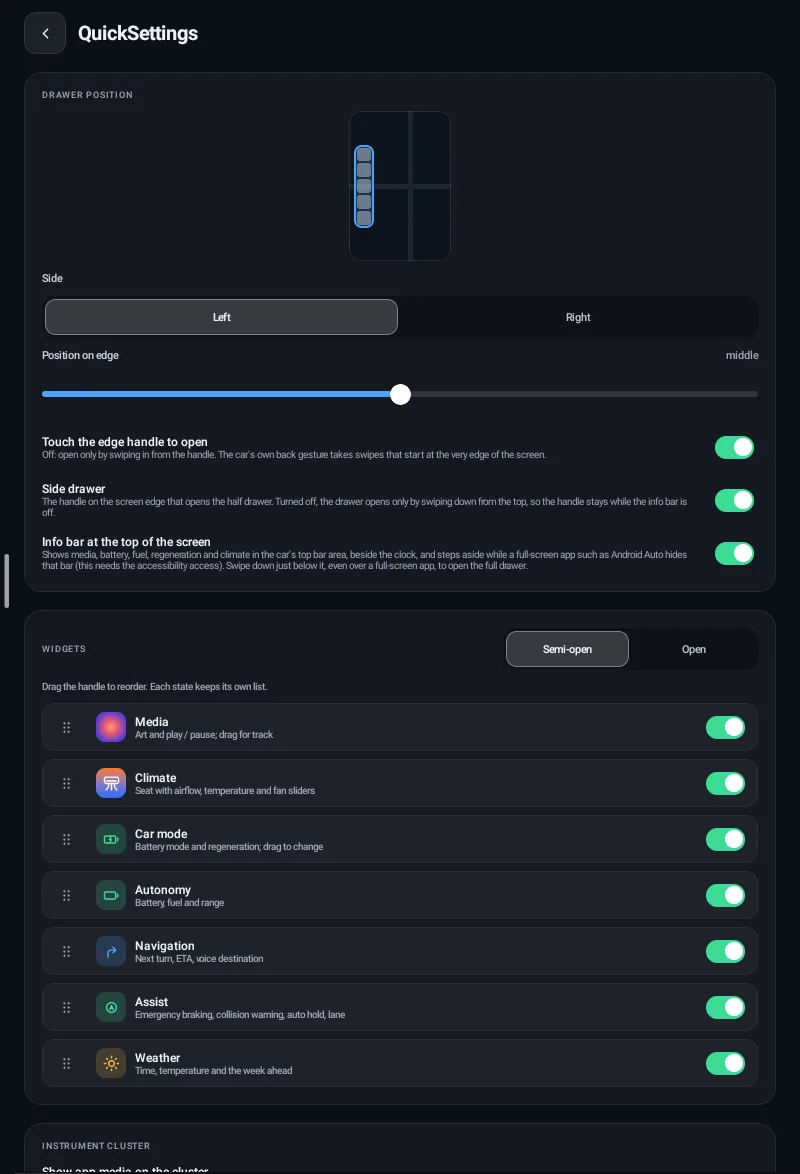 QuickSettings
DRAWER POSITION
Side
Left
Right
Position on edge
middle
Touch the edge handle to open
Off: open only by swiping in from the handle. The car's own back gesture takes swipes that start at the very edge of the screen.
Side drawer
The handle on the screen edge that opens the half drawer. Turned off, the drawer opens only by swiping down from the top, so the handle stays while the info bar is
off.
Info bar at the top of the screen
Shows media, battery, fuel, regeneration and climate in the car's top bar area, beside the clock, and steps aside while a full-screen app such as Android Auto hides
that bar (this needs the accessibility access). Swipe down just below it, even over a full-screen app, to open the full drawer.
WIDGETS
Semi-open
Open
Drag the handle to reorder. Each state keeps its own list.
Media
Art and play / pause; drag for track
Climate
Seat with airflow, temperature and fan sliders
Car mode
Battery mode and regeneration; drag to change
Autonomy
Battery, fuel and range
Navigation
Next turn, ETA, voice destination
Assist
Emergency braking, collision warning, auto hold, lane
Weather
Time, temperature and the week ahead
INSTRUMENT CLUSTER
Show app media on the cluster